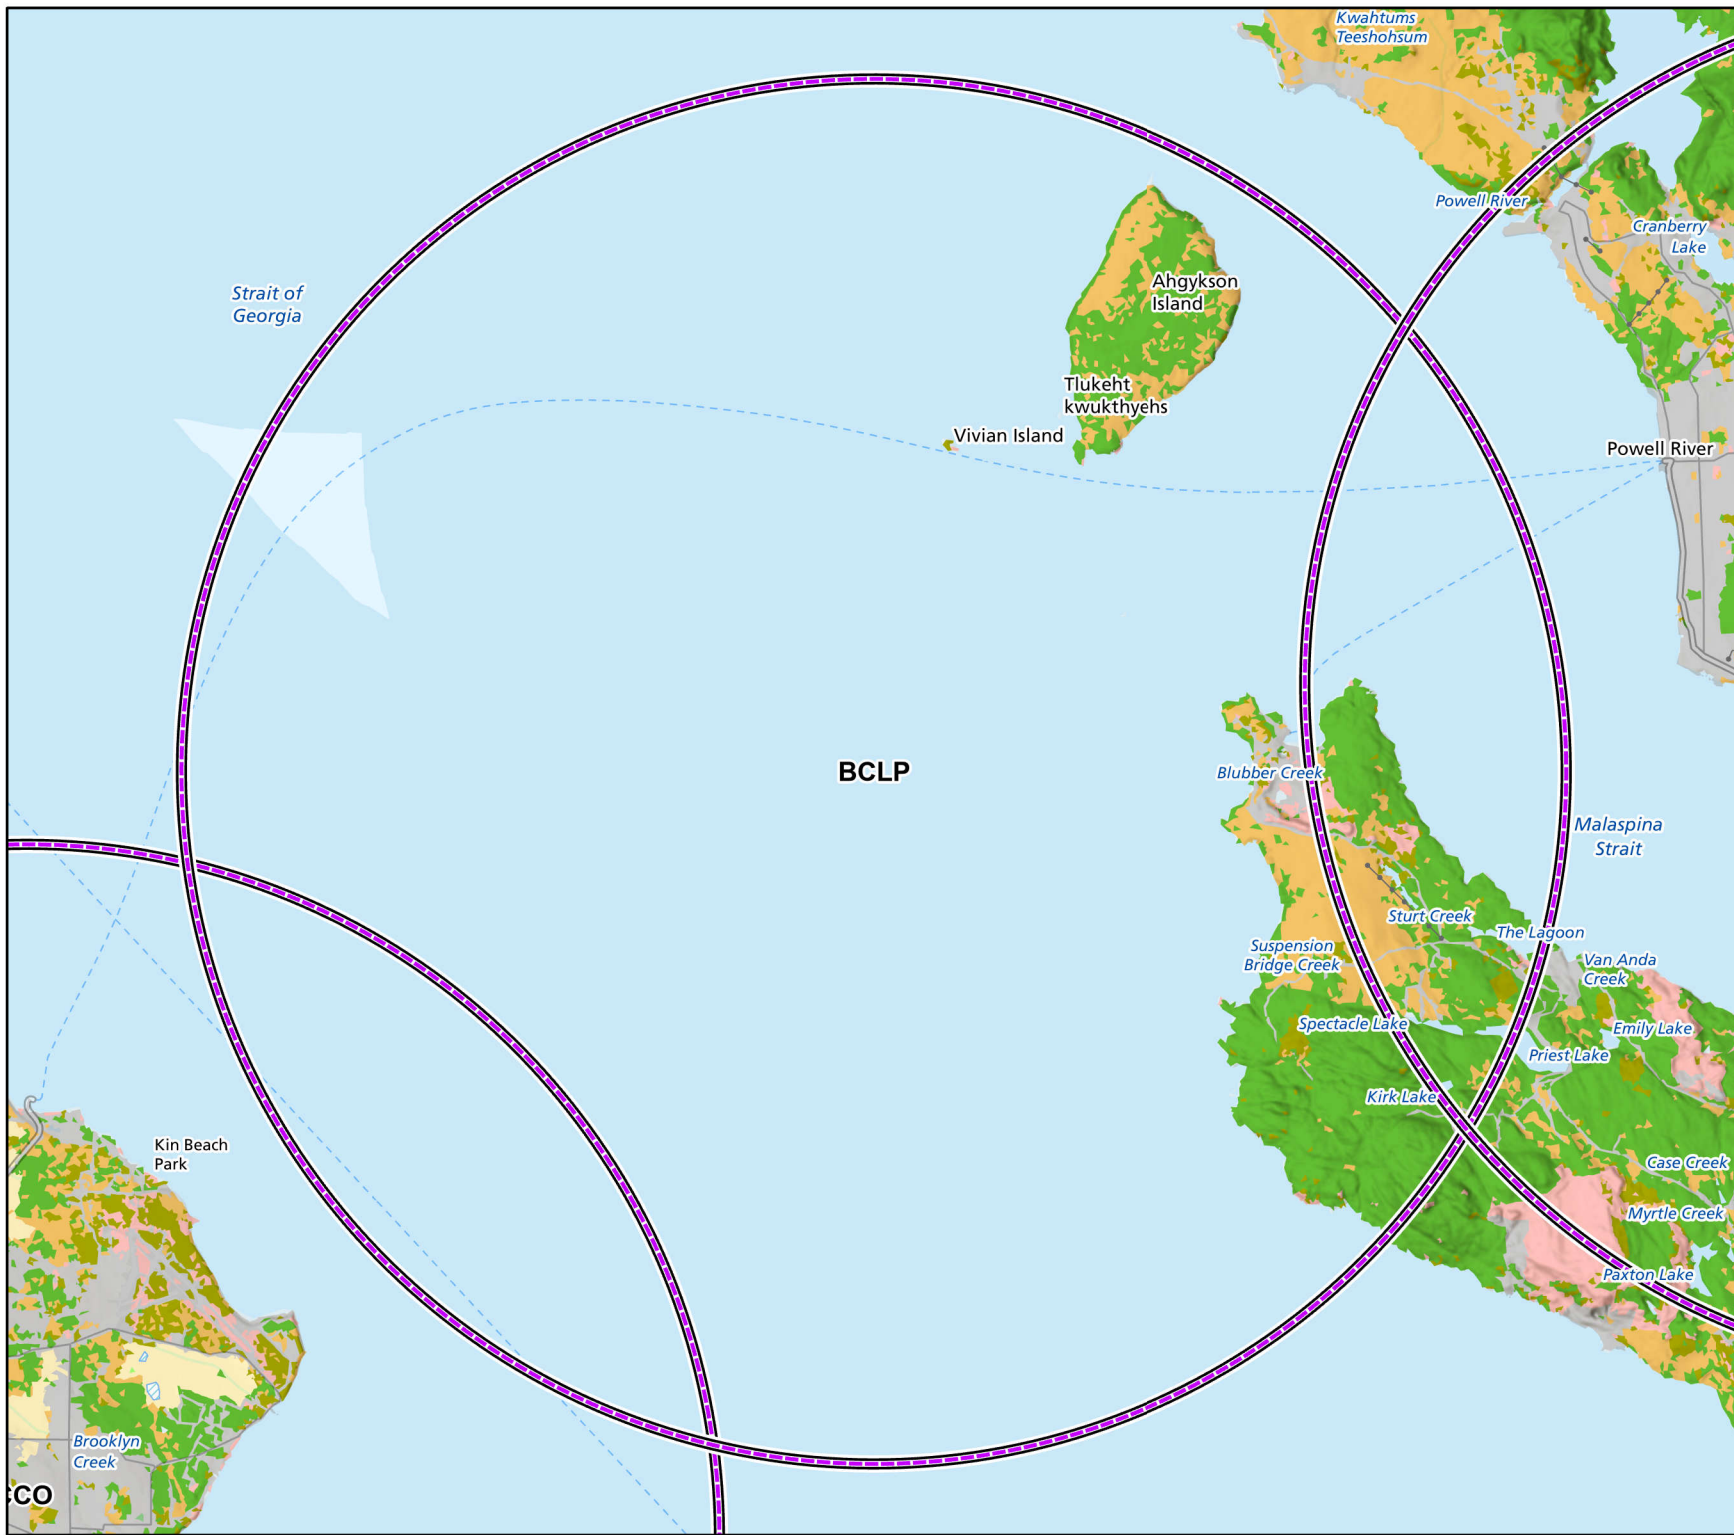 Kwahtums
Teeshohsum
Powell River
Cranberry
Lake
Ahgykson
Island
Strait of
Georgia
Tlukeht
kwukthyehs
Vivian Island
Powell River
BCLP
Blubber Creek
Malaspina
Strait
Sturt Creek
The Lagoon
Suspension
Bridge Creek
Van Anda
Creek
Spectacle Lake
Emily Lake
Priest Lake
Kirk Lake
Kin Beach
Park
Case Creek
Myrtle Creek
Paxton Lake
Brooklyn
Creek
CCO